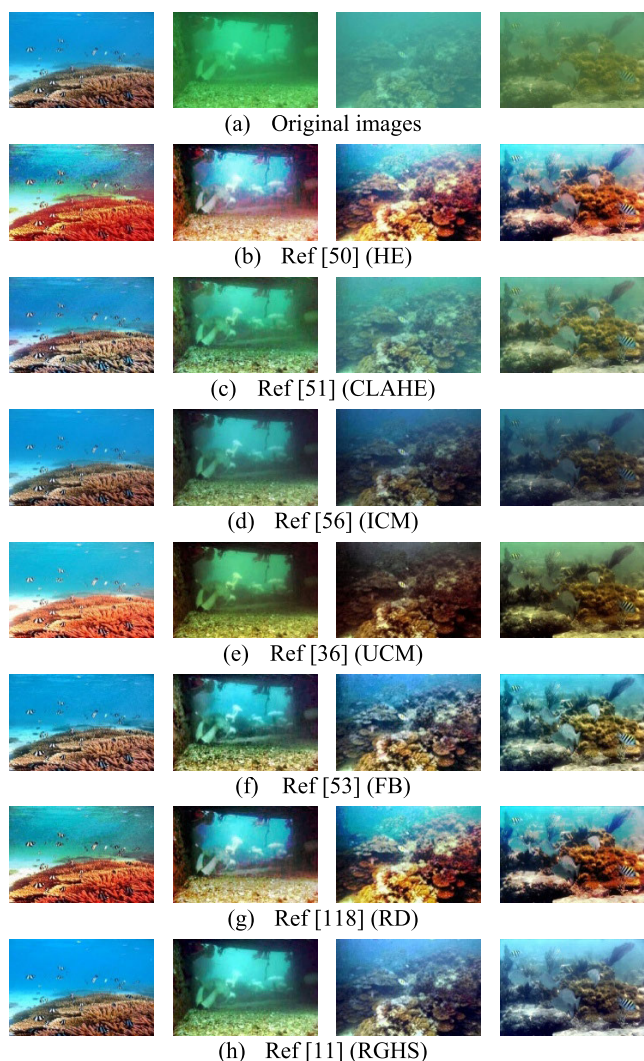 (a) Original images
(b) Ref [50] (HE)
(c) Ref [51] (CLAHE)
(d) Ref [56] (ICM)
(e) Ref [36] (UCM)
(f) Ref [53] (FB)
(g) Ref [118] (RD)
(h) Ref [11] (RGHS)